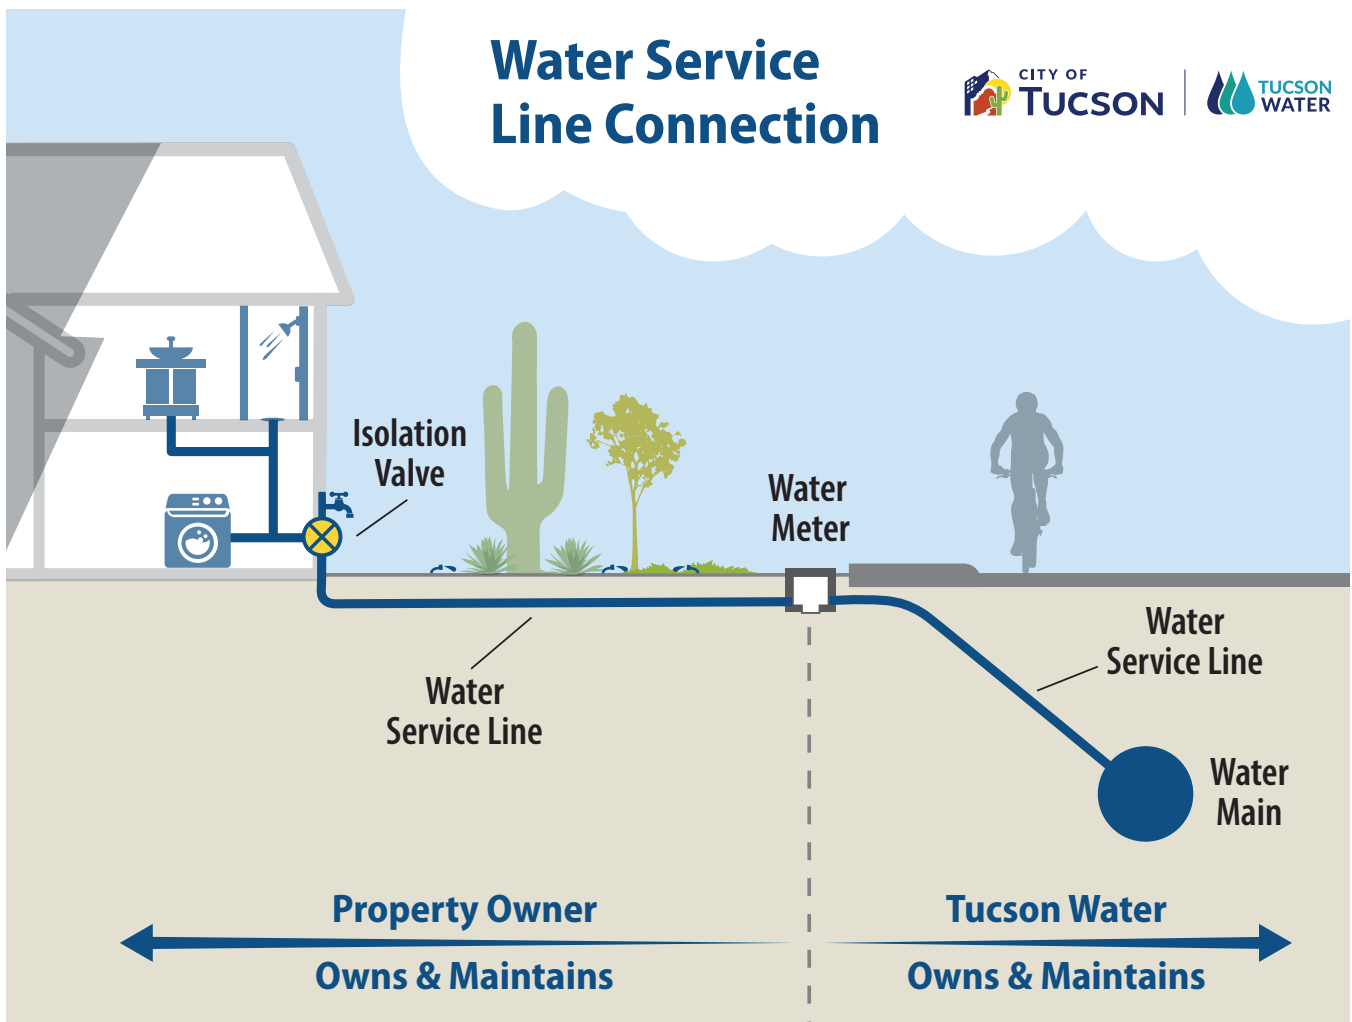 Water Service
Line Connection
CITY OF
TUCSON
TUCSON
WATER
Isolation
Valve
Water
Meter
Water
Service Line
Water
Service Line
Water
Main
Property Owner
Owns & Maintains
Tucson Water
Owns & Maintains